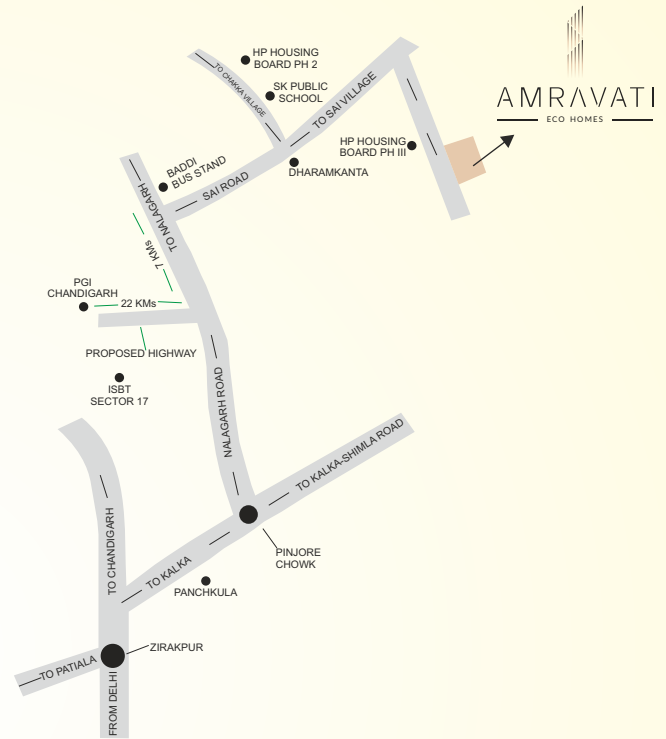 HP HOUSING
BOARD PH 2
TO CHAKKA VILLAGE
SK PUBLIC
SCHOOL
TO SAI VILLAGE
AMRAVATI
ECO HOMES
HP HOUSING
BOARD PH III
DHARAMKANTA
BADDI
BUS STAND
SAI ROAD
TO NALAGARH
7 KMs
PGI
CHANDIGARH
22 KMs
PROPOSED HIGHWAY
ISBT
SECTOR 17
NALAGARH ROAD
TO KALKA-SHIMLA ROAD
PINJORE
CHOWK
TO CHANDIGARH
TO KALKA
PANCHKULA
ZIRAKPUR
TO PATIALA
FROM DELHI